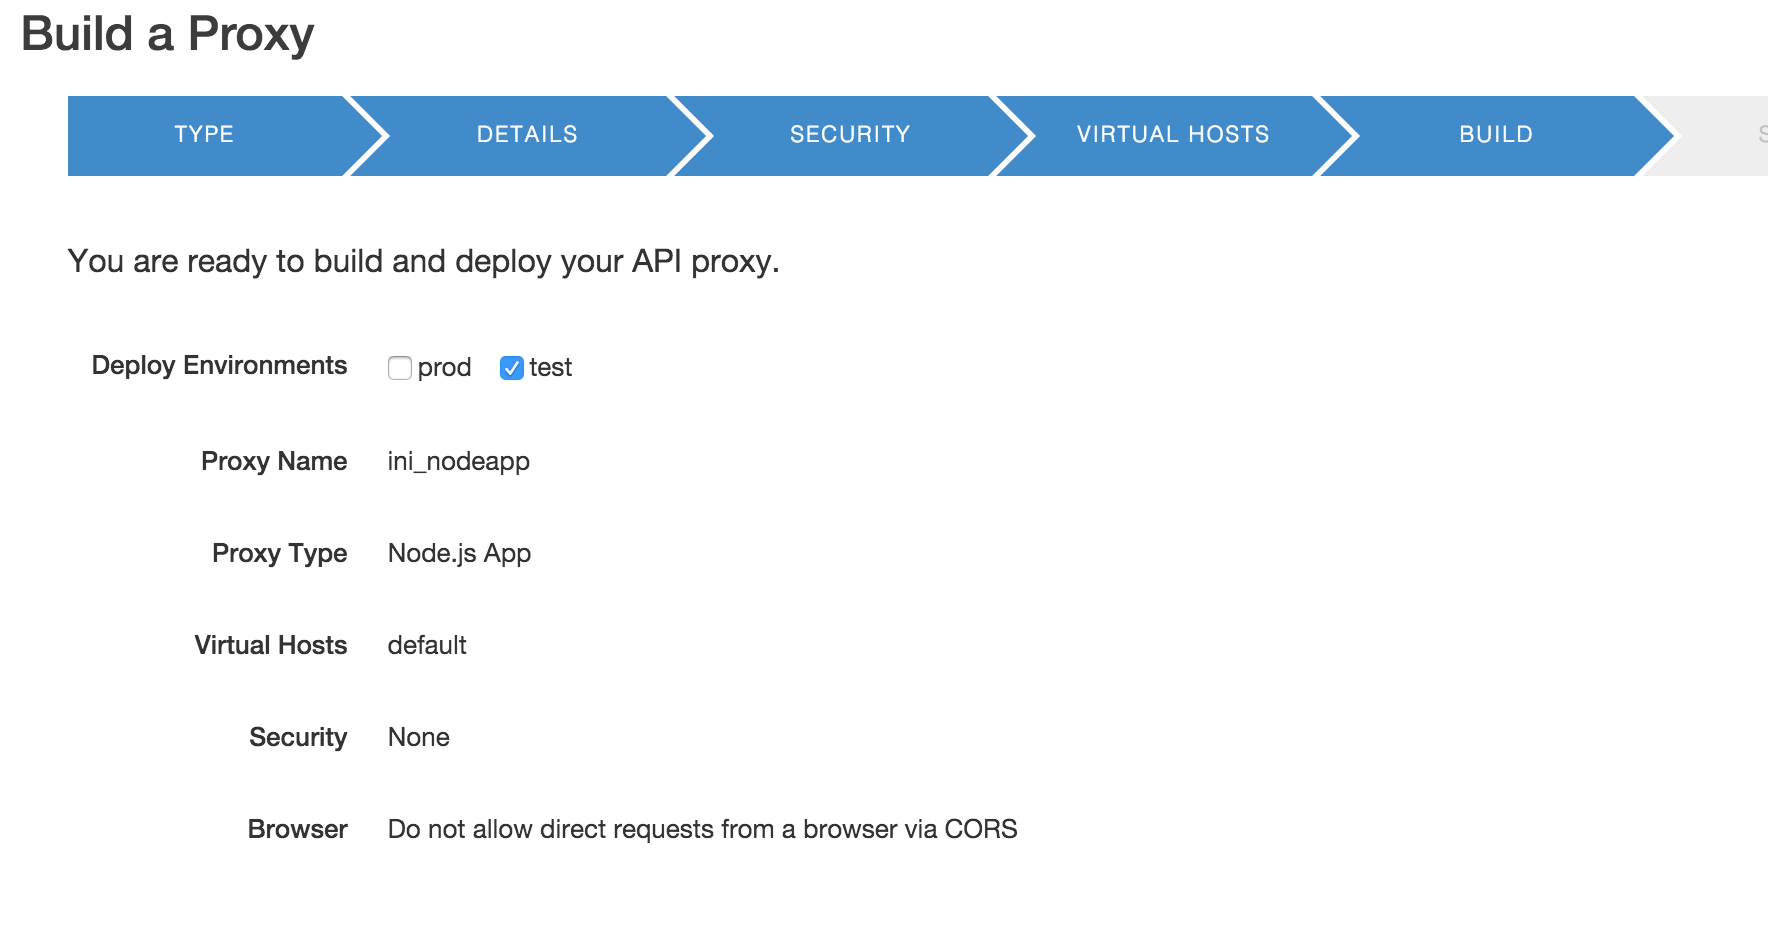 Build a Proxy
TYPE DETAILS SECURITY VIRTUAL HOSTS BUILD
You are ready to build and deploy your API proxy.
Deploy Environments prod test
Proxy Name ini_nodeapp
Proxy Type Node.js App
Virtual Hosts default
Security None
Browser Do not allow direct requests from a browser via CORS